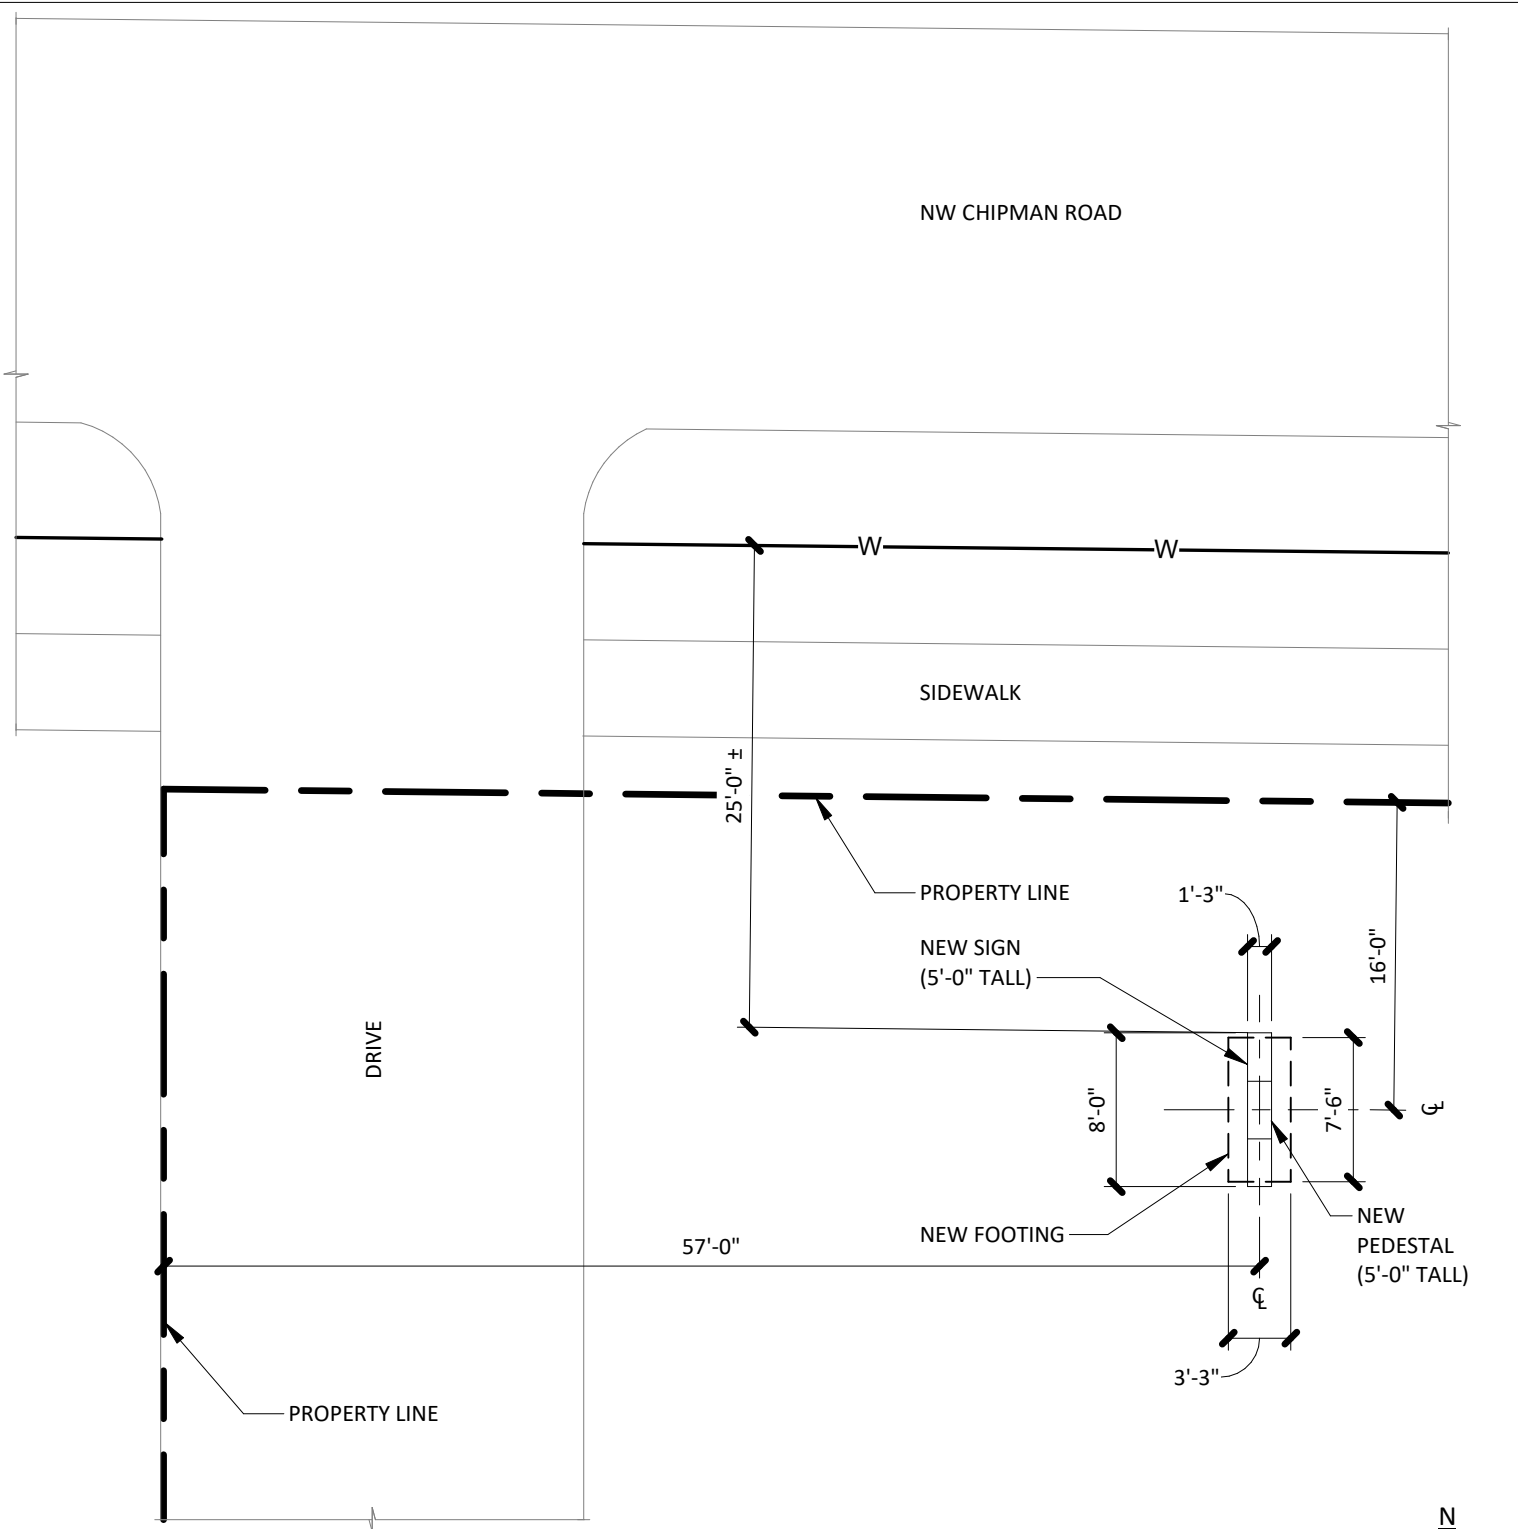 NW CHIPMAN ROAD
W
W
SIDEWALK
25'-0" ±
PROPERTY LINE
1'-3"
NEW SIGN
(5'-0" TALL)
16'-0"
DRIVE
8'-0"
7'-6"
℄
NEW FOOTING
NEW
PEDESTAL
(5'-0" TALL)
57'-0"
℄
3'-3"
PROPERTY LINE
N